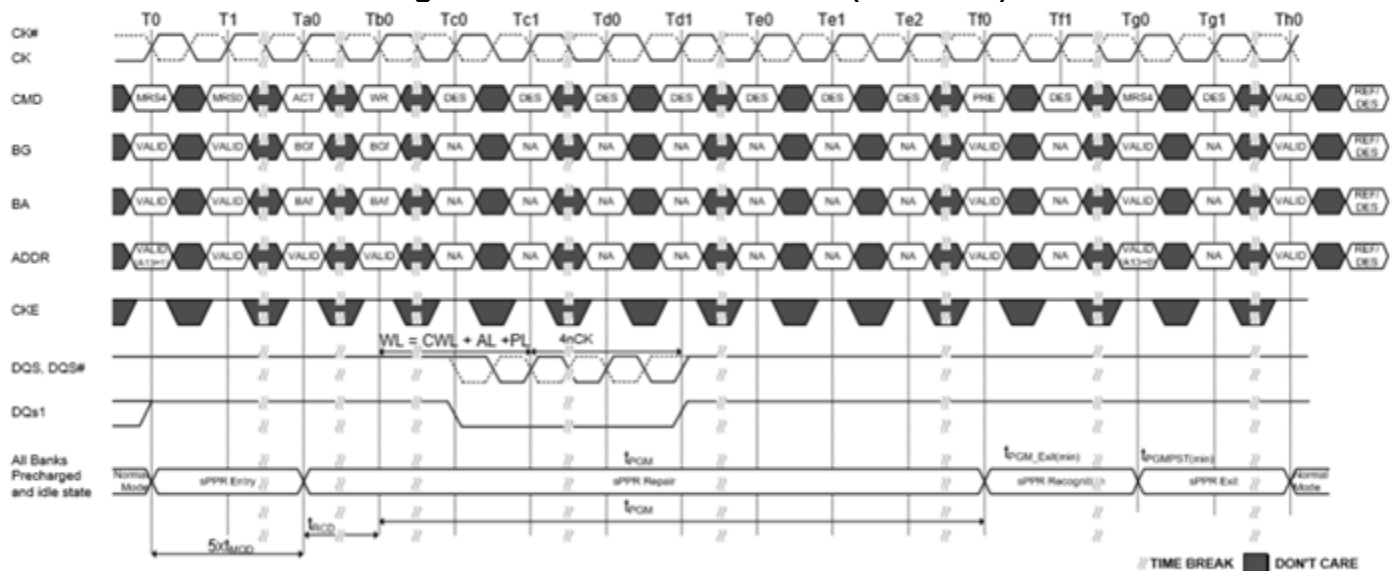 T0 T1 Ta0 Tb0 Tc0 Tc1 Td0 Td1 Te0 Te1 Te2 Tf0 Tf1 Tg0 Tg1 Th0
CK#
CK
CMD MRS4 MRS0 ACT WR DES DES DES DES DES DES DES PRE DES MRS4 DES VALID REF/
DES
BG VALID VALID BGf BGf NA NA NA NA NA NA NA VALID NA VALID NA VALID REF/
DES
BA VALID VALID BAf BAf NA NA NA NA NA NA NA VALID NA VALID NA VALID REF/
DES
ADDR VALID (A13=1) VALID VALID VALID NA NA NA NA NA NA NA VALID NA VALID (A13=0) NA VALID REF/
DES
CKE
WL = CWL + AL +PL 4nCK
DQS, DQS#
DQs1
All Banks
Precharged
and idle state
Normal
Mode sPPR Entry tPGM sPPR Repair tPGM_Exit(min) sPPR Recognition tPGMPST(min) sPPR Exit Normal
Mode
tRCD tPGM
5xtMOD
TIME BREAK DON'T CARE